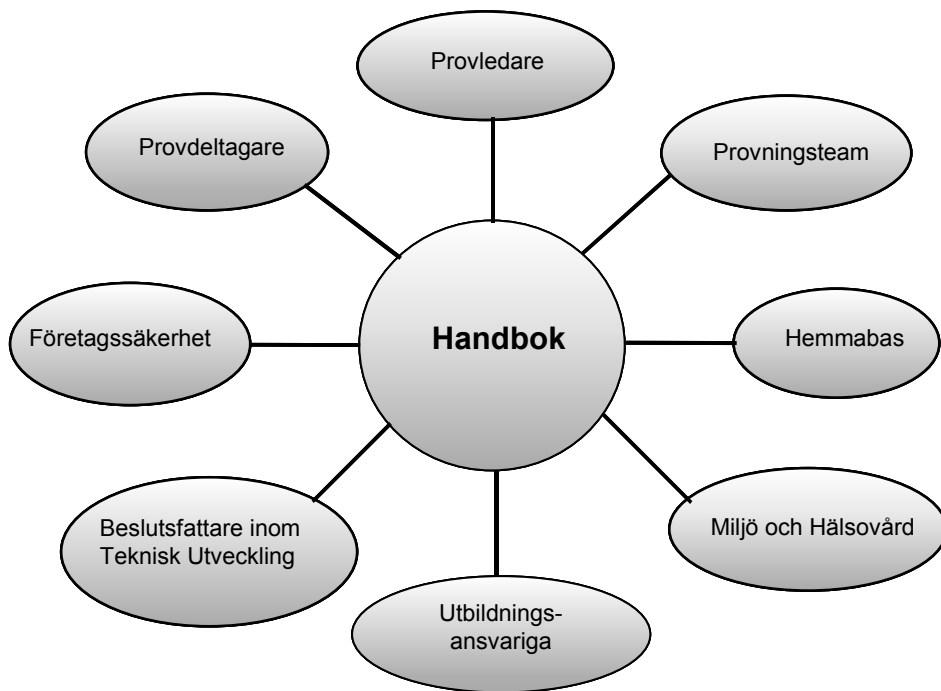 Provledare
Provdeltagare
Provningsteam
Företagssäkerhet
Handbok
Hemmabas
Beslutsfattare inom
Teknisk Utveckling
Miljö och Hälsovård
Utbildnings-
ansvariga